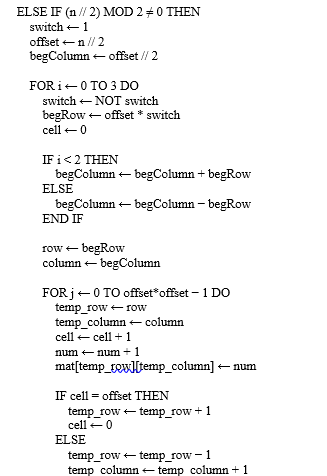 ELSE IF (n // 2) MOD 2 ≠ 0 THEN
switch ← 1
offset ← n // 2
begColumn ← offset // 2
FOR i ← 0 TO 3 DO
switch ← NOT switch
begRow ← offset * switch
cell ← 0
IF i < 2 THEN
begColumn ← begColumn + begRow
ELSE
begColumn ← begColumn − begRow
END IF
row ← begRow
column ← begColumn
FOR j ← 0 TO offset*offset − 1 DO
temp_row ← row
temp_column ← column
cell ← cell + 1
num ← num + 1
mat[temp_row][temp_column] ← num
IF cell = offset THEN
temp_row ← temp_row + 1
cell ← 0
ELSE
temp_row ← temp_row − 1
temp_column ← temp_column + 1